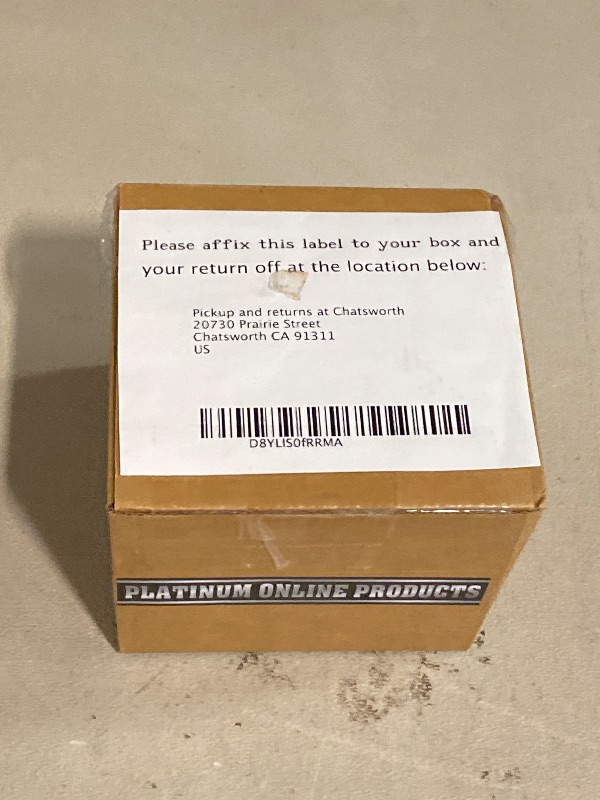 Please affix this label to your box and
your return off at the location below:
Pickup and returns at Chatsworth
20730 Prairie Street
Chatsworth CA 91311
US
D8YLIS0fRRMA
PLATINUM ONLINE PRODUCTS